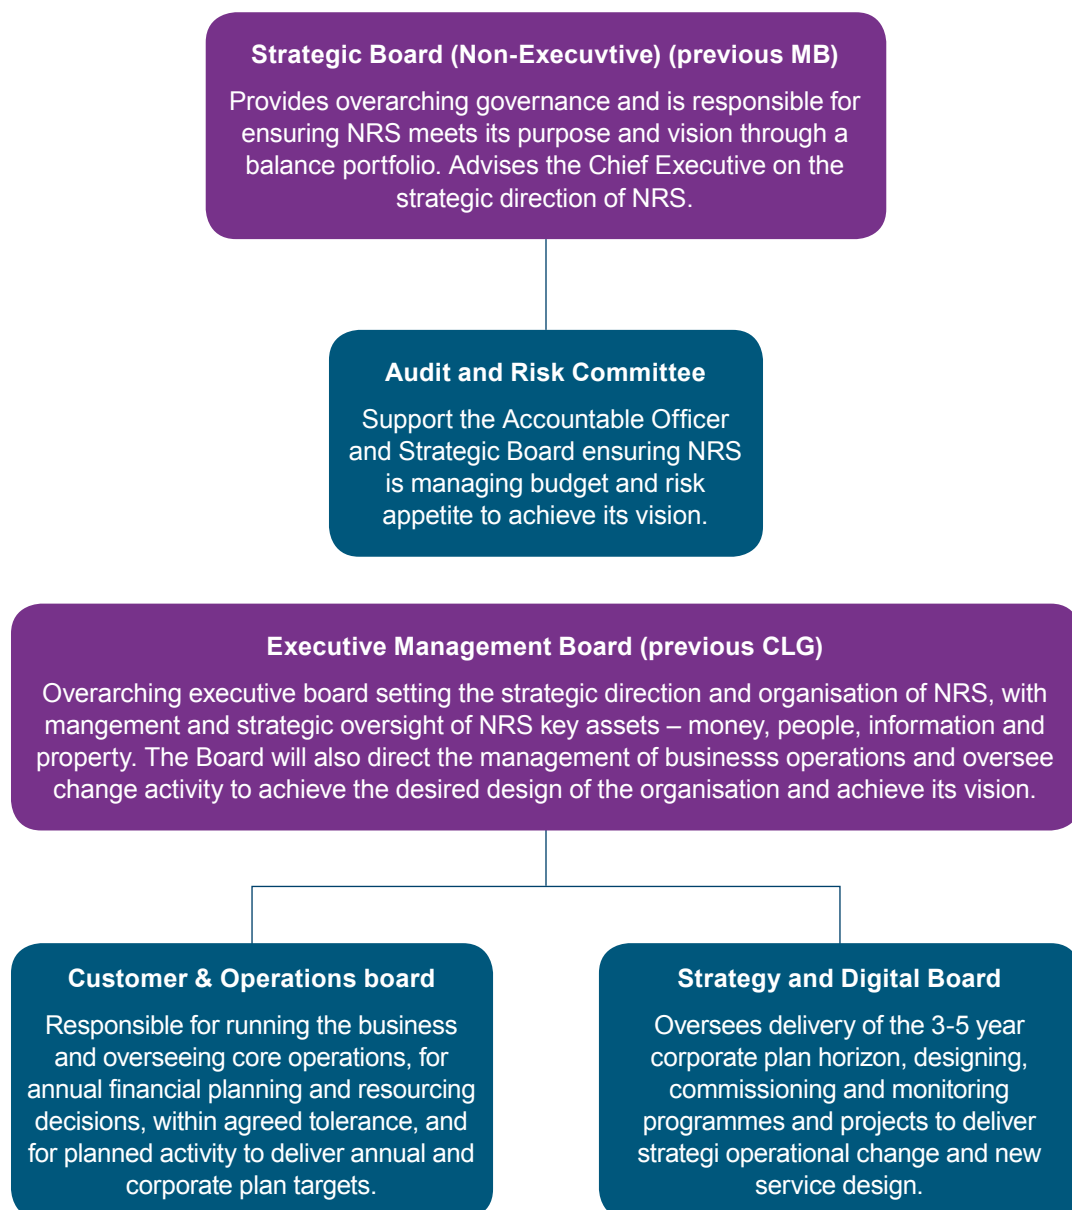 Strategic Board (Non-Execuvtive) (previous MB)
Provides overarching governance and is responsible for
ensuring NRS meets its purpose and vision through a
balance portfolio. Advises the Chief Executive on the
strategic direction of NRS.
Audit and Risk Committee
Support the Accountable Officer
and Strategic Board ensuring NRS
is managing budget and risk
appetite to achieve its vision.
Executive Management Board (previous CLG)
Overarching executive board setting the strategic direction and organisation of NRS, with
mangement and strategic oversight of NRS key assets – money, people, information and
property. The Board will also direct the management of businesss operations and oversee
change activity to achieve the desired design of the organisation and achieve its vision.
Customer & Operations board
Responsible for running the business
and overseeing core operations, for
annual financial planning and resourcing
decisions, within agreed tolerance, and
for planned activity to deliver annual and
corporate plan targets.
Strategy and Digital Board
Oversees delivery of the 3-5 year
corporate plan horizon, designing,
commissioning and monitoring
programmes and projects to deliver
strategi operational change and new
service design.